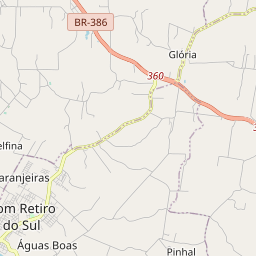 BR-386
Glória
360
elfina
aranjeiras
om Retiro
do Sul
Águas Boas
Pinhal